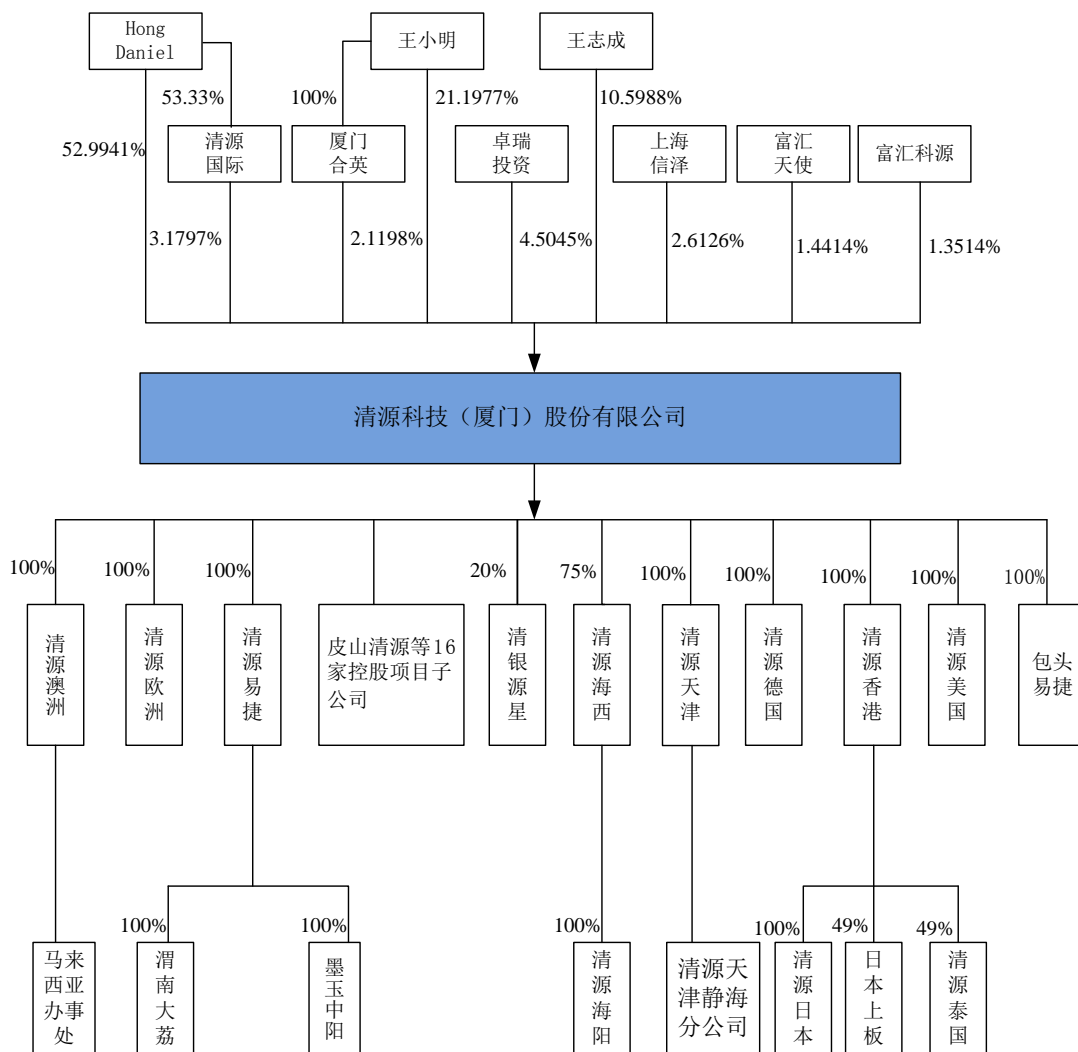 Hong
Daniel
王小明
王志成
53.33%
100%
21.1977%
10.5988%
52.9941%
清源
国际
厦门
合英
卓瑞
投资
上海
信泽
富汇
天使
富汇科源
3.1797%
2.1198%
4.5045%
2.6126%
1.4414%
1.3514%
清源科技（厦门）股份有限公司
100%
100%
100%
20%
75%
100%
100%
100%
100%
100%
清源澳洲
清源欧洲
清源易捷
皮山清源等16
家控股项目子
公司
清银源星
清源海西
清源天津
清源德国
清源香港
清源美国
包头
易捷
100%
100%
100%
100%
49%
49%
马来
西亚
办事
处
渭南大荔
墨玉中阳
清源海阳
清源天
津静海
分公司
清源日本
日本上板
清源泰国